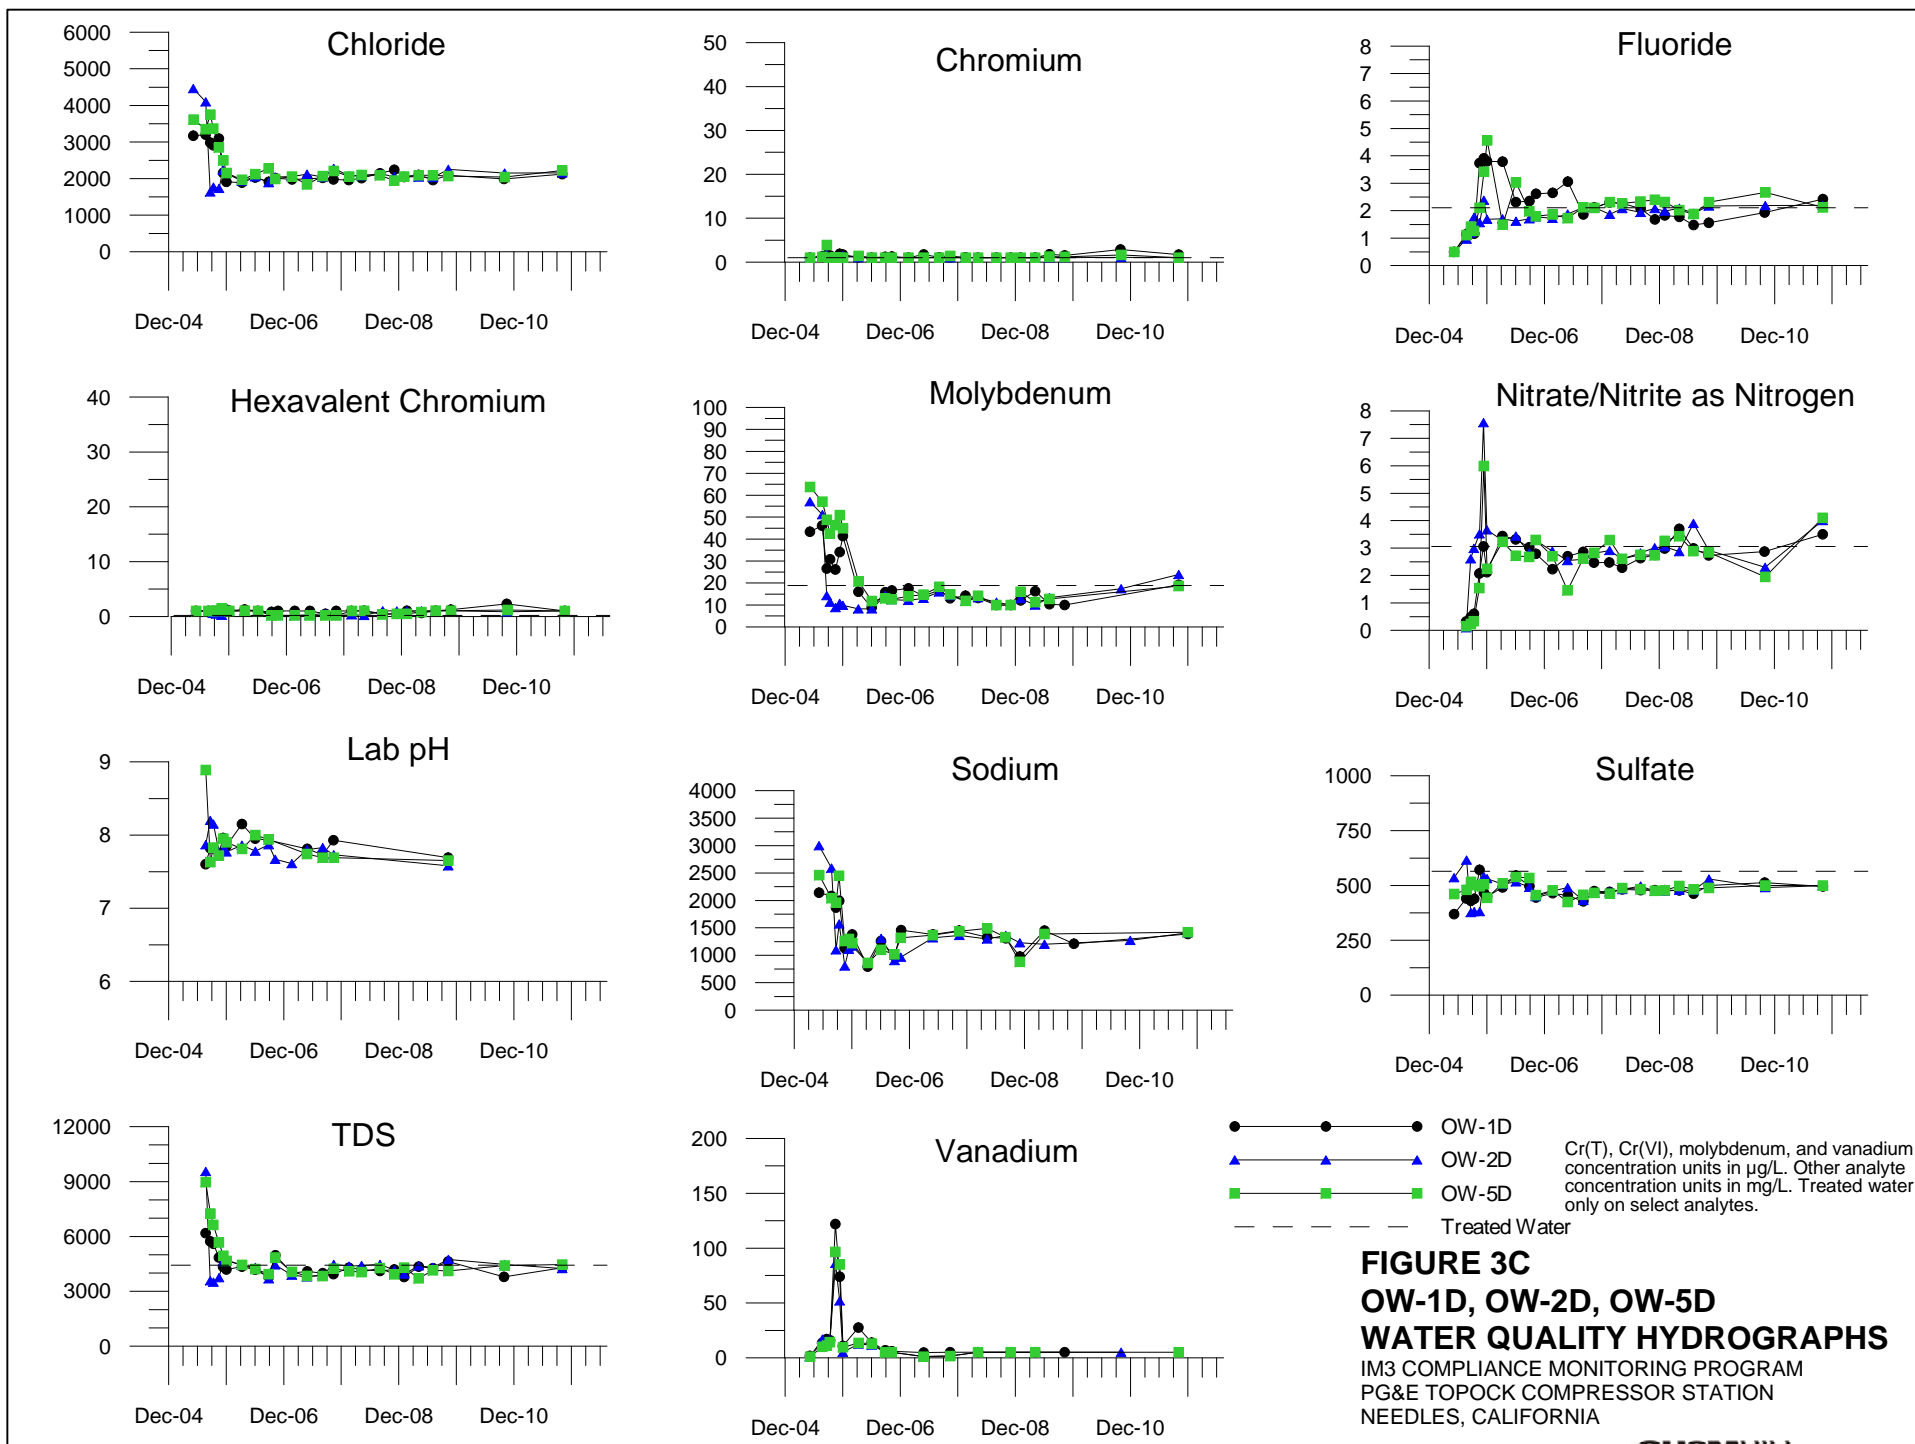 Chloride
6000
5000
4000
3000
2000
1000
0
Dec-04 Dec-06 Dec-08 Dec-10
Chromium
50
40
30
20
10
0
Dec-04 Dec-06 Dec-08 Dec-10
Fluoride
8
7
6
5
4
3
2
1
0
Dec-04 Dec-06 Dec-08 Dec-10
Hexavalent Chromium
40
30
20
10
0
Dec-04 Dec-06 Dec-08 Dec-10
Molybdenum
100
90
80
70
60
50
40
30
20
10
0
Dec-04 Dec-06 Dec-08 Dec-10
Nitrate/Nitrite as Nitrogen
8
7
6
5
4
3
2
1
0
Dec-04 Dec-06 Dec-08 Dec-10
Lab pH
9
8
7
6
Dec-04 Dec-06 Dec-08 Dec-10
Sodium
4000
3500
3000
2500
2000
1500
1000
500
0
Dec-04 Dec-06 Dec-08 Dec-10
Sulfate
1000
750
500
250
0
Dec-04 Dec-06 Dec-08 Dec-10
TDS
12000
9000
6000
3000
0
Dec-04 Dec-06 Dec-08 Dec-10
Vanadium
200
150
100
50
0
Dec-04 Dec-06 Dec-08 Dec-10
OW-1D
OW-2D
OW-5D
Treated Water
Cr(T), Cr(VI), molybdenum, and vanadium
concentration units in µg/L. Other analyte
concentration units in mg/L. Treated water
only on select analytes.
FIGURE 3C
OW-1D, OW-2D, OW-5D
WATER QUALITY HYDROGRAPHS
IM3 COMPLIANCE MONITORING PROGRAM
PG&E TOPOCK COMPRESSOR STATION
NEEDLES, CALIFORNIA